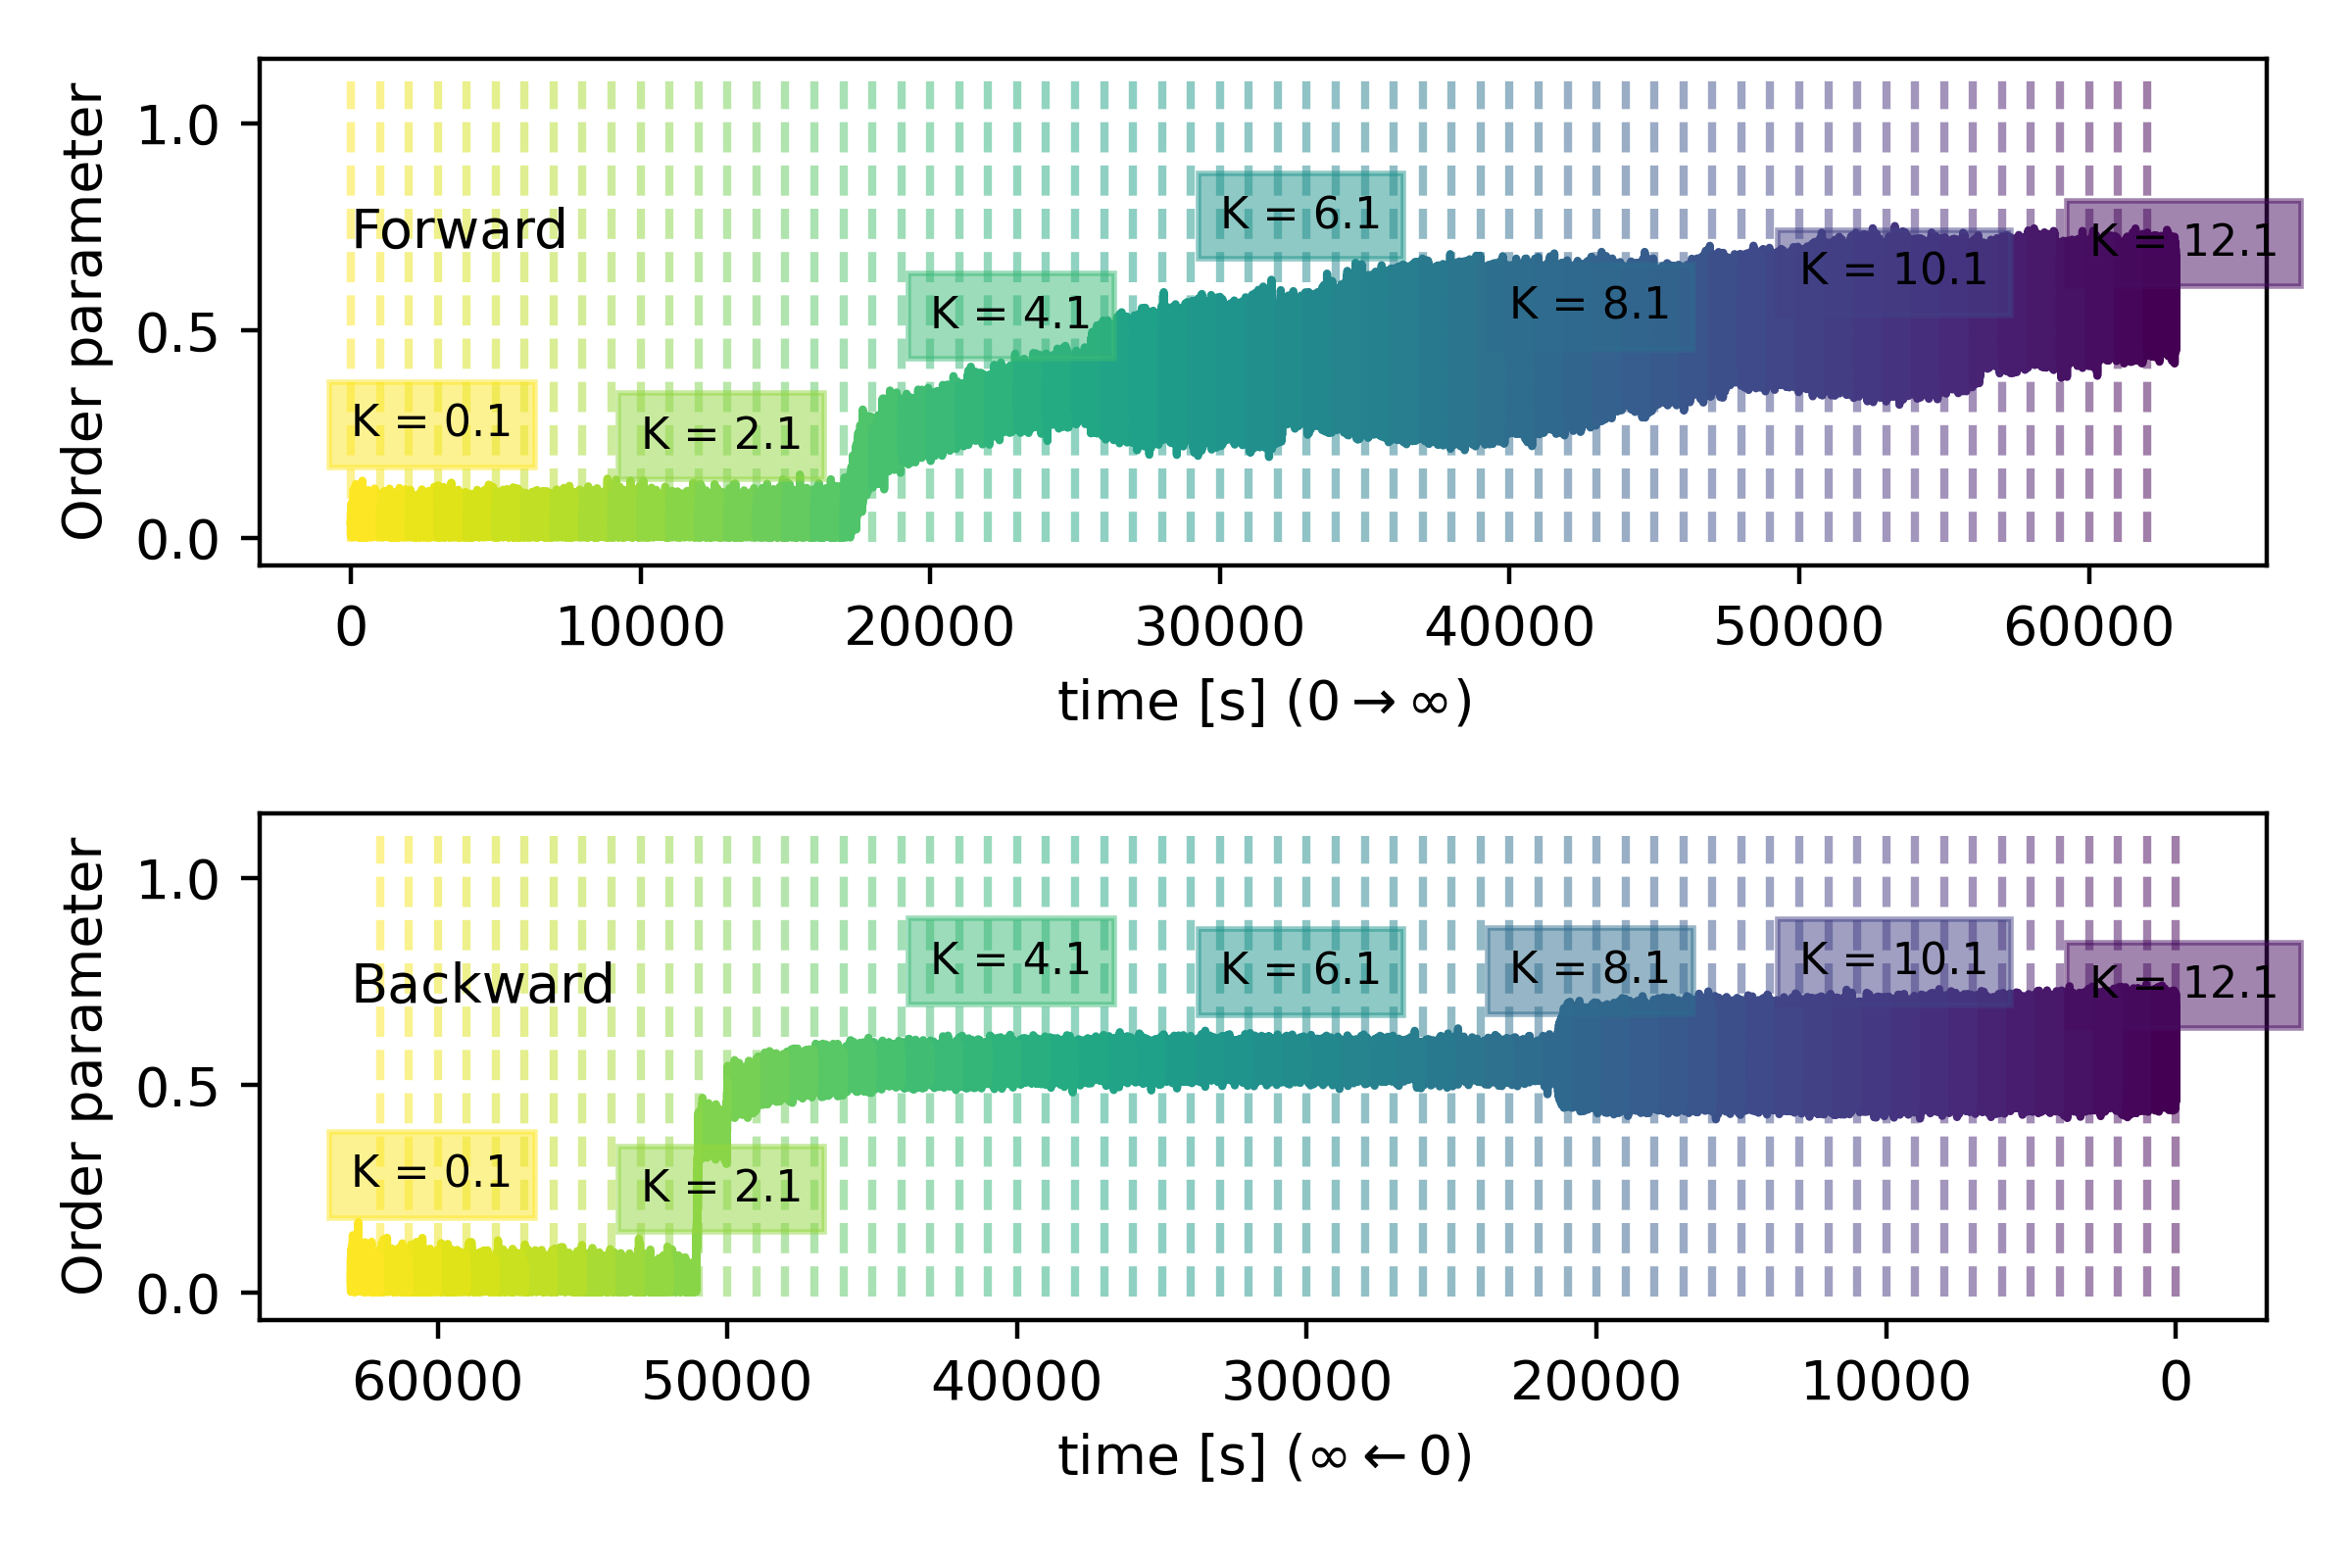 Order parameter
1.0
0.5
0.0
Forward
K = 0.1
K = 2.1
K = 4.1
K = 6.1
K = 8.1
K = 10.1
K = 12.1
0 10000 20000 30000 40000 50000 60000
time [s] (0 → ∞)
Order parameter
1.0
0.5
0.0
Backward
K = 0.1
K = 2.1
K = 4.1
K = 6.1
K = 8.1
K = 10.1
K = 12.1
60000 50000 40000 30000 20000 10000 0
time [s] (∞ ← 0)